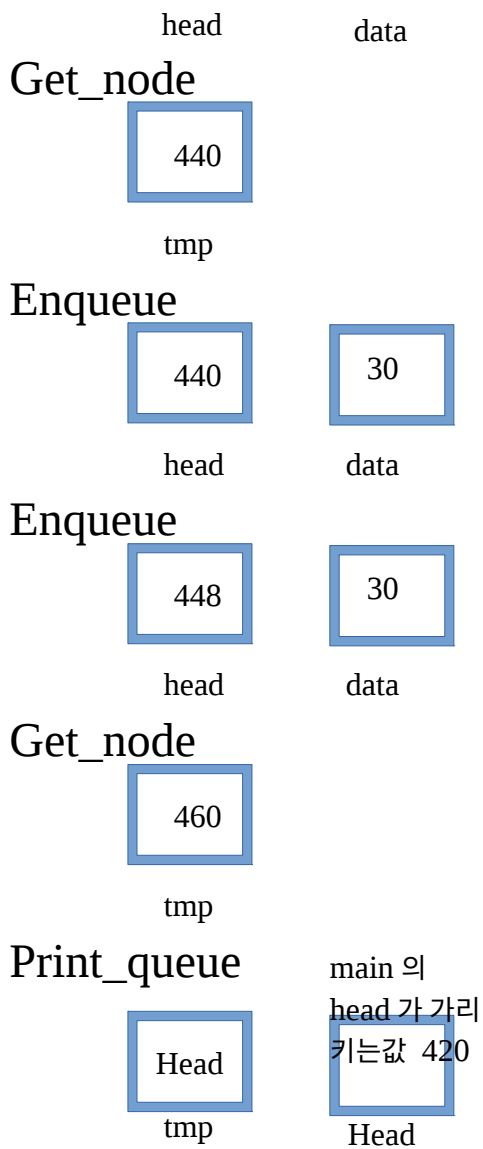 head data
Get_node
440
tmp
Enqueue
440 30
head data
Enqueue
448 30
head data
Get_node
460
tmp
Print_queue
main 의
head 가 가리
키는값 420
Head
tmp Head